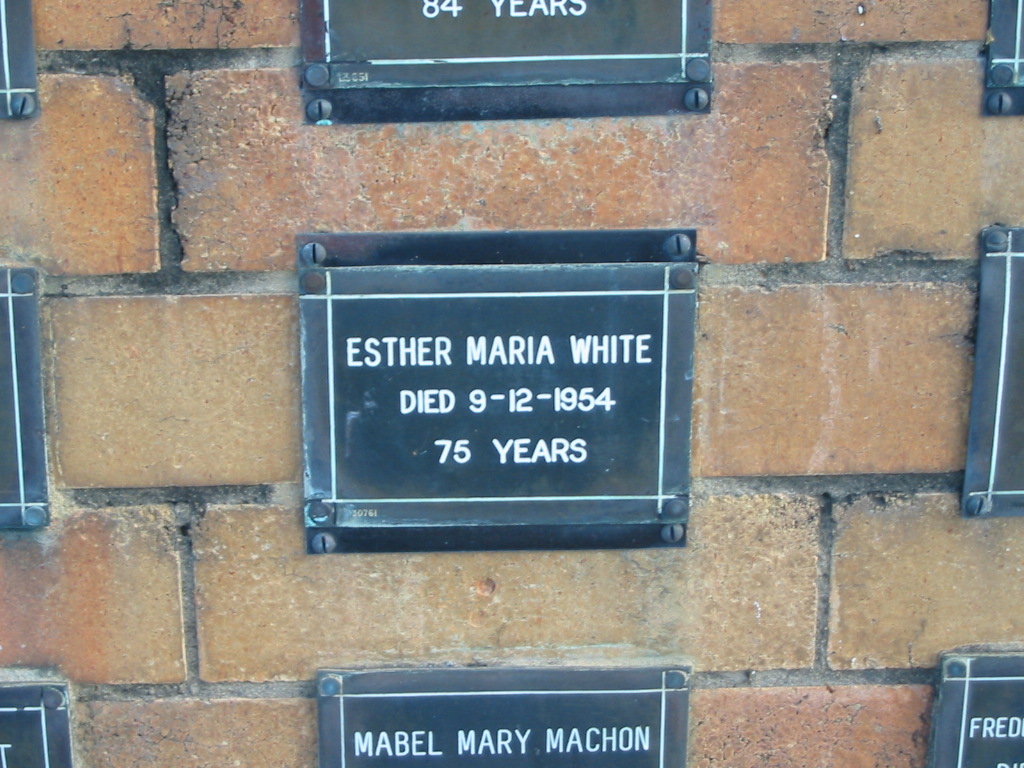 84 YEARS
ESTHER MARIA WHITE
DIED 9-12-1954
75 YEARS
MABEL MARY MACHON